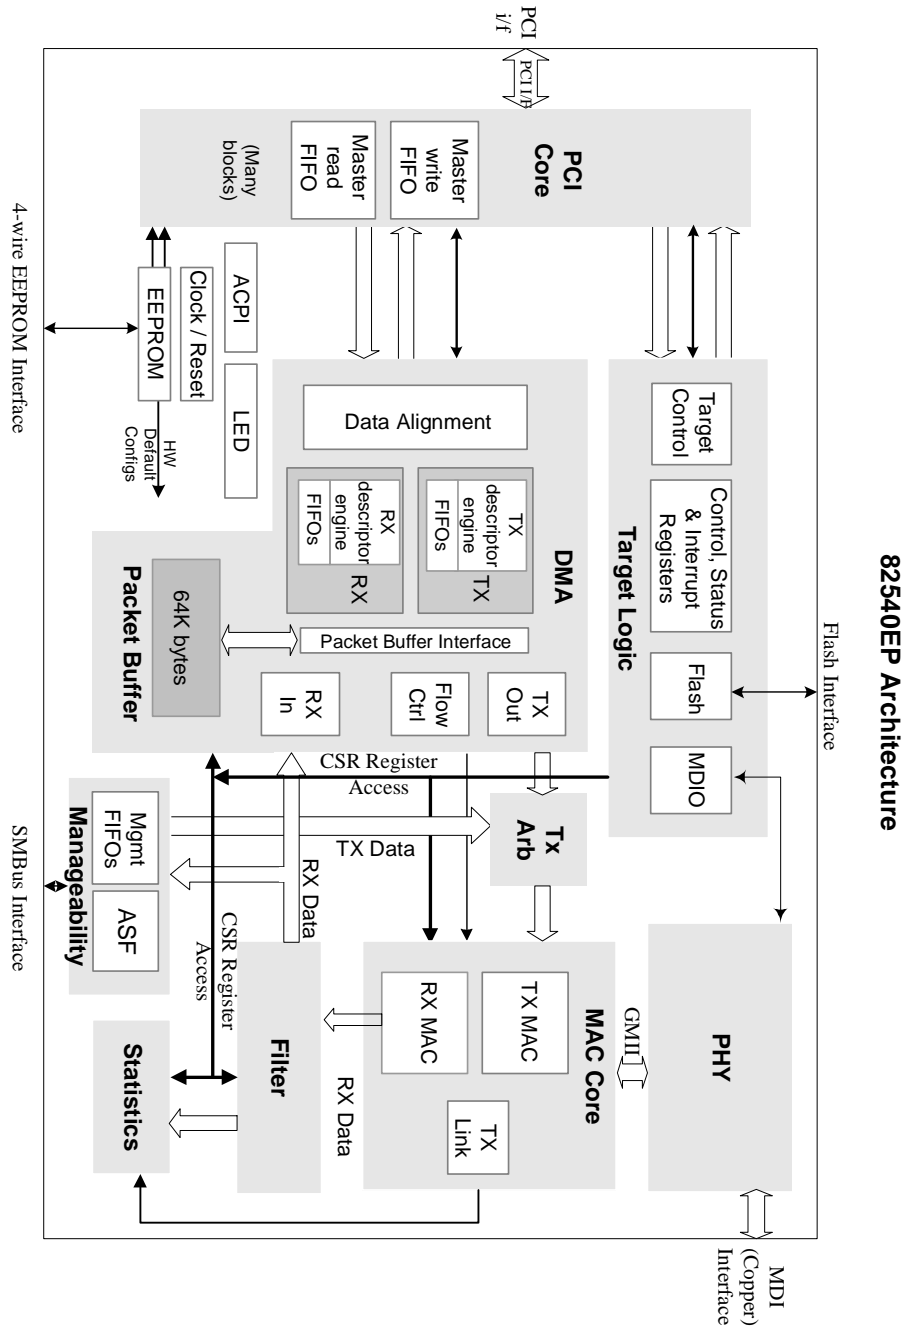 82540EP Architecture
PCI
i/f
PCI I/F
PCI
Core
Master
write
FIFO
Master
read
FIFO
(Many
blocks)
4-wire EEPROM Interface
ACPI
Clock / Reset
EEPROM
LED
HW
Default
Configs
Data Alignment
TX
descriptor
engine
FIFOs
TX
RX
descriptor
engine
FIFOs
RX
DMA
Packet Buffer Interface
64K bytes
Packet Buffer
RX
In
Flow
Ctrl
TX
Out
Target
Control
Control, Status
& Interrupt
Registers
Target Logic
Flash
MDIO
Flash Interface
CSR Register
Access
Tx
Arb
TX Data
RX Data
Mgmt
FIFOs
ASF
Manageability
SMBus Interface
CSR Register
Access
TX MAC
RX MAC
TX
Link
MAC Core
GMII
PHY
Filter
RX Data
Statistics
MDI
(Copper)
Interface